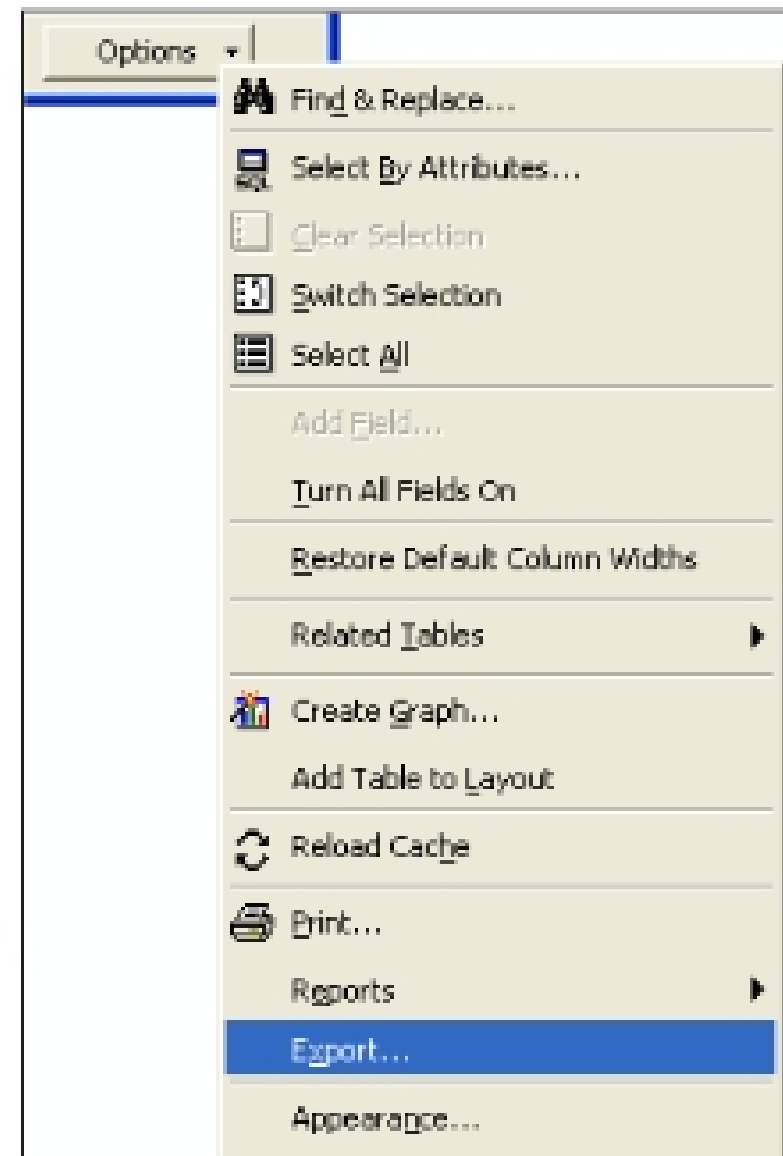 Options
Find & Replace...
Select By Attributes...
SQL
Clear Selection
Switch Selection
Select All
Add Field...
Turn All Fields On
Restore Default Column Widths
Related Tables
Create Graph...
Add Table to Layout
Reload Cache
Print...
Reports
Export...
Appearance...